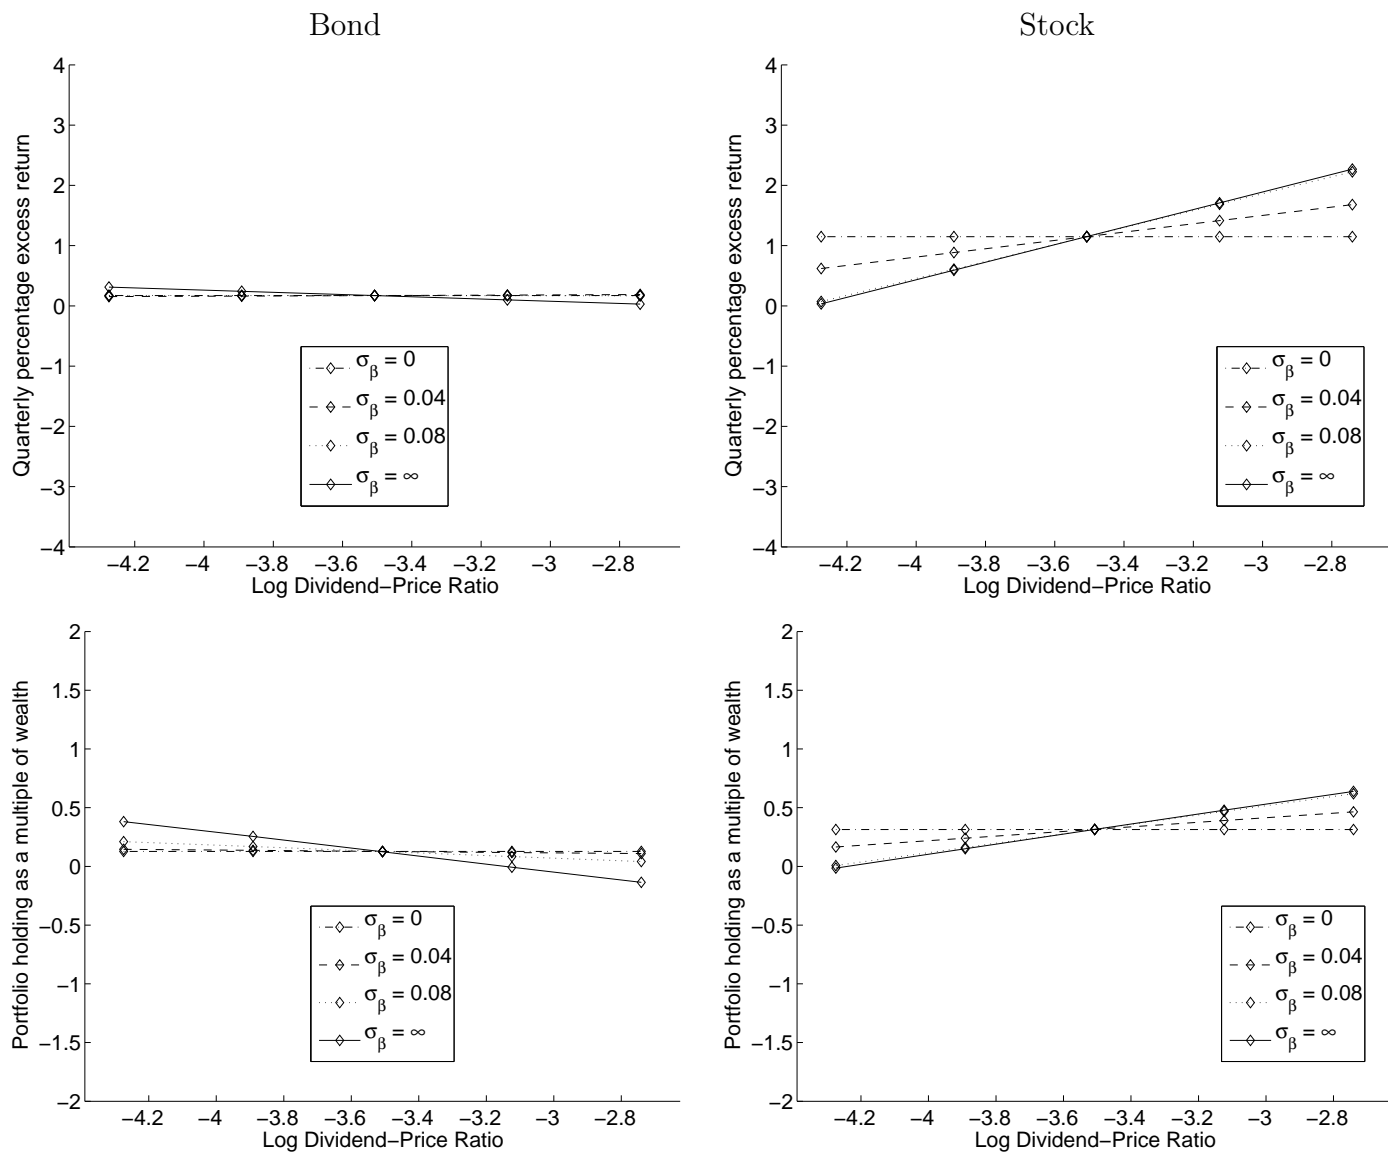 Bond
Stock
4
3
2
1
0
−1
−2
−3
−4
Quarterly percentage excess return
σβ = 0
σβ = 0.04
σβ = 0.08
σβ = ∞
−4.2 −4 −3.8 −3.6 −3.4 −3.2 −3 −2.8
Log Dividend−Price Ratio
4
3
2
1
0
−1
−2
−3
−4
Quarterly percentage excess return
σβ = 0
σβ = 0.04
σβ = 0.08
σβ = ∞
−4.2 −4 −3.8 −3.6 −3.4 −3.2 −3 −2.8
Log Dividend−Price Ratio
2
1.5
1
0.5
0
−0.5
−1
−1.5
−2
Portfolio holding as a multiple of wealth
σβ = 0
σβ = 0.04
σβ = 0.08
σβ = ∞
−4.2 −4 −3.8 −3.6 −3.4 −3.2 −3 −2.8
Log Dividend−Price Ratio
2
1.5
1
0.5
0
−0.5
−1
−1.5
−2
Portfolio holding as a multiple of wealth
σβ = 0
σβ = 0.04
σβ = 0.08
σβ = ∞
−4.2 −4 −3.8 −3.6 −3.4 −3.2 −3 −2.8
Log Dividend−Price Ratio